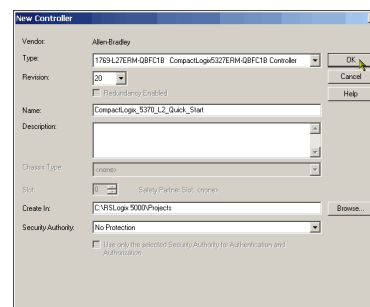 New Controller
Vendor: Allen-Bradley
Type: 1769-L27ERM-QBFC1B CompactLogix5327ERM-QBFC1B Controller OK
Revision: 20 Cancel
Redundancy Enabled Help
Name: CompactLogix_5370_L2_Quick_Start
Description:
Chassis Type <none>
Slot: 0 Safety Partner Slot: <none>
Create In: C:\RSLogix 5000\Projects Browse...
Security Authority: No Protection
Use only the selected Security Authority for Authentication and
Authorization